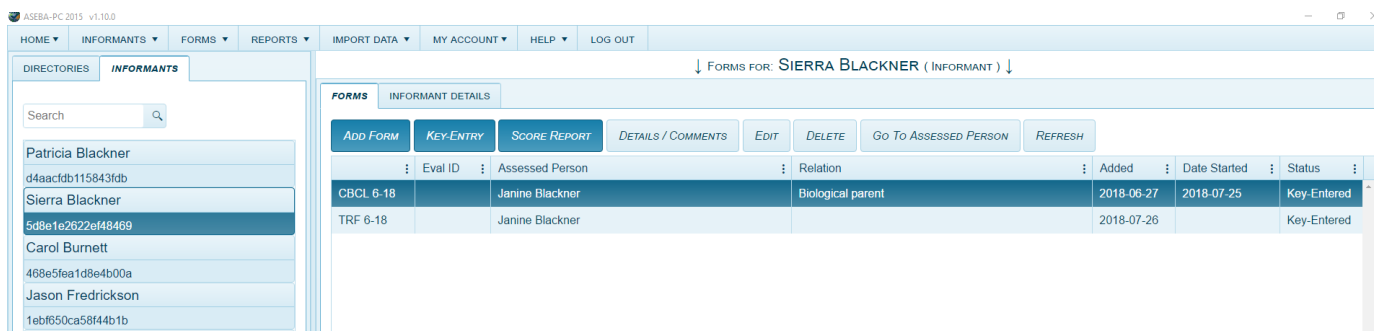 ASEBA-PC 2015 v1.10.0
HOME INFORMANTS FORMS REPORTS IMPORT DATA MY ACCOUNT HELP LOG OUT
DIRECTORIES INFORMANTS
Search
Patricia Blackner
d4aacfdb115843fdb
Sierra Blackner
5d8e1e2622ef48469
Carol Burnett
468e5fea1d8e4b00a
Jason Fredrickson
1ebf650ca58f44b1b
↓ FORMS FOR: SIERRA BLACKNER ( INFORMANT ) ↓
FORMS INFORMANT DETAILS
ADD FORM KEY-ENTRY SCORE REPORT DETAILS / COMMENTS EDIT DELETE GO TO ASSESSED PERSON REFRESH
Eval ID Assessed Person Relation Added Date Started Status
CBCL 6-18 Janine Blackner Biological parent 2018-06-27 2018-07-25 Key-Entered
TRF 6-18 Janine Blackner 2018-07-26 Key-Entered